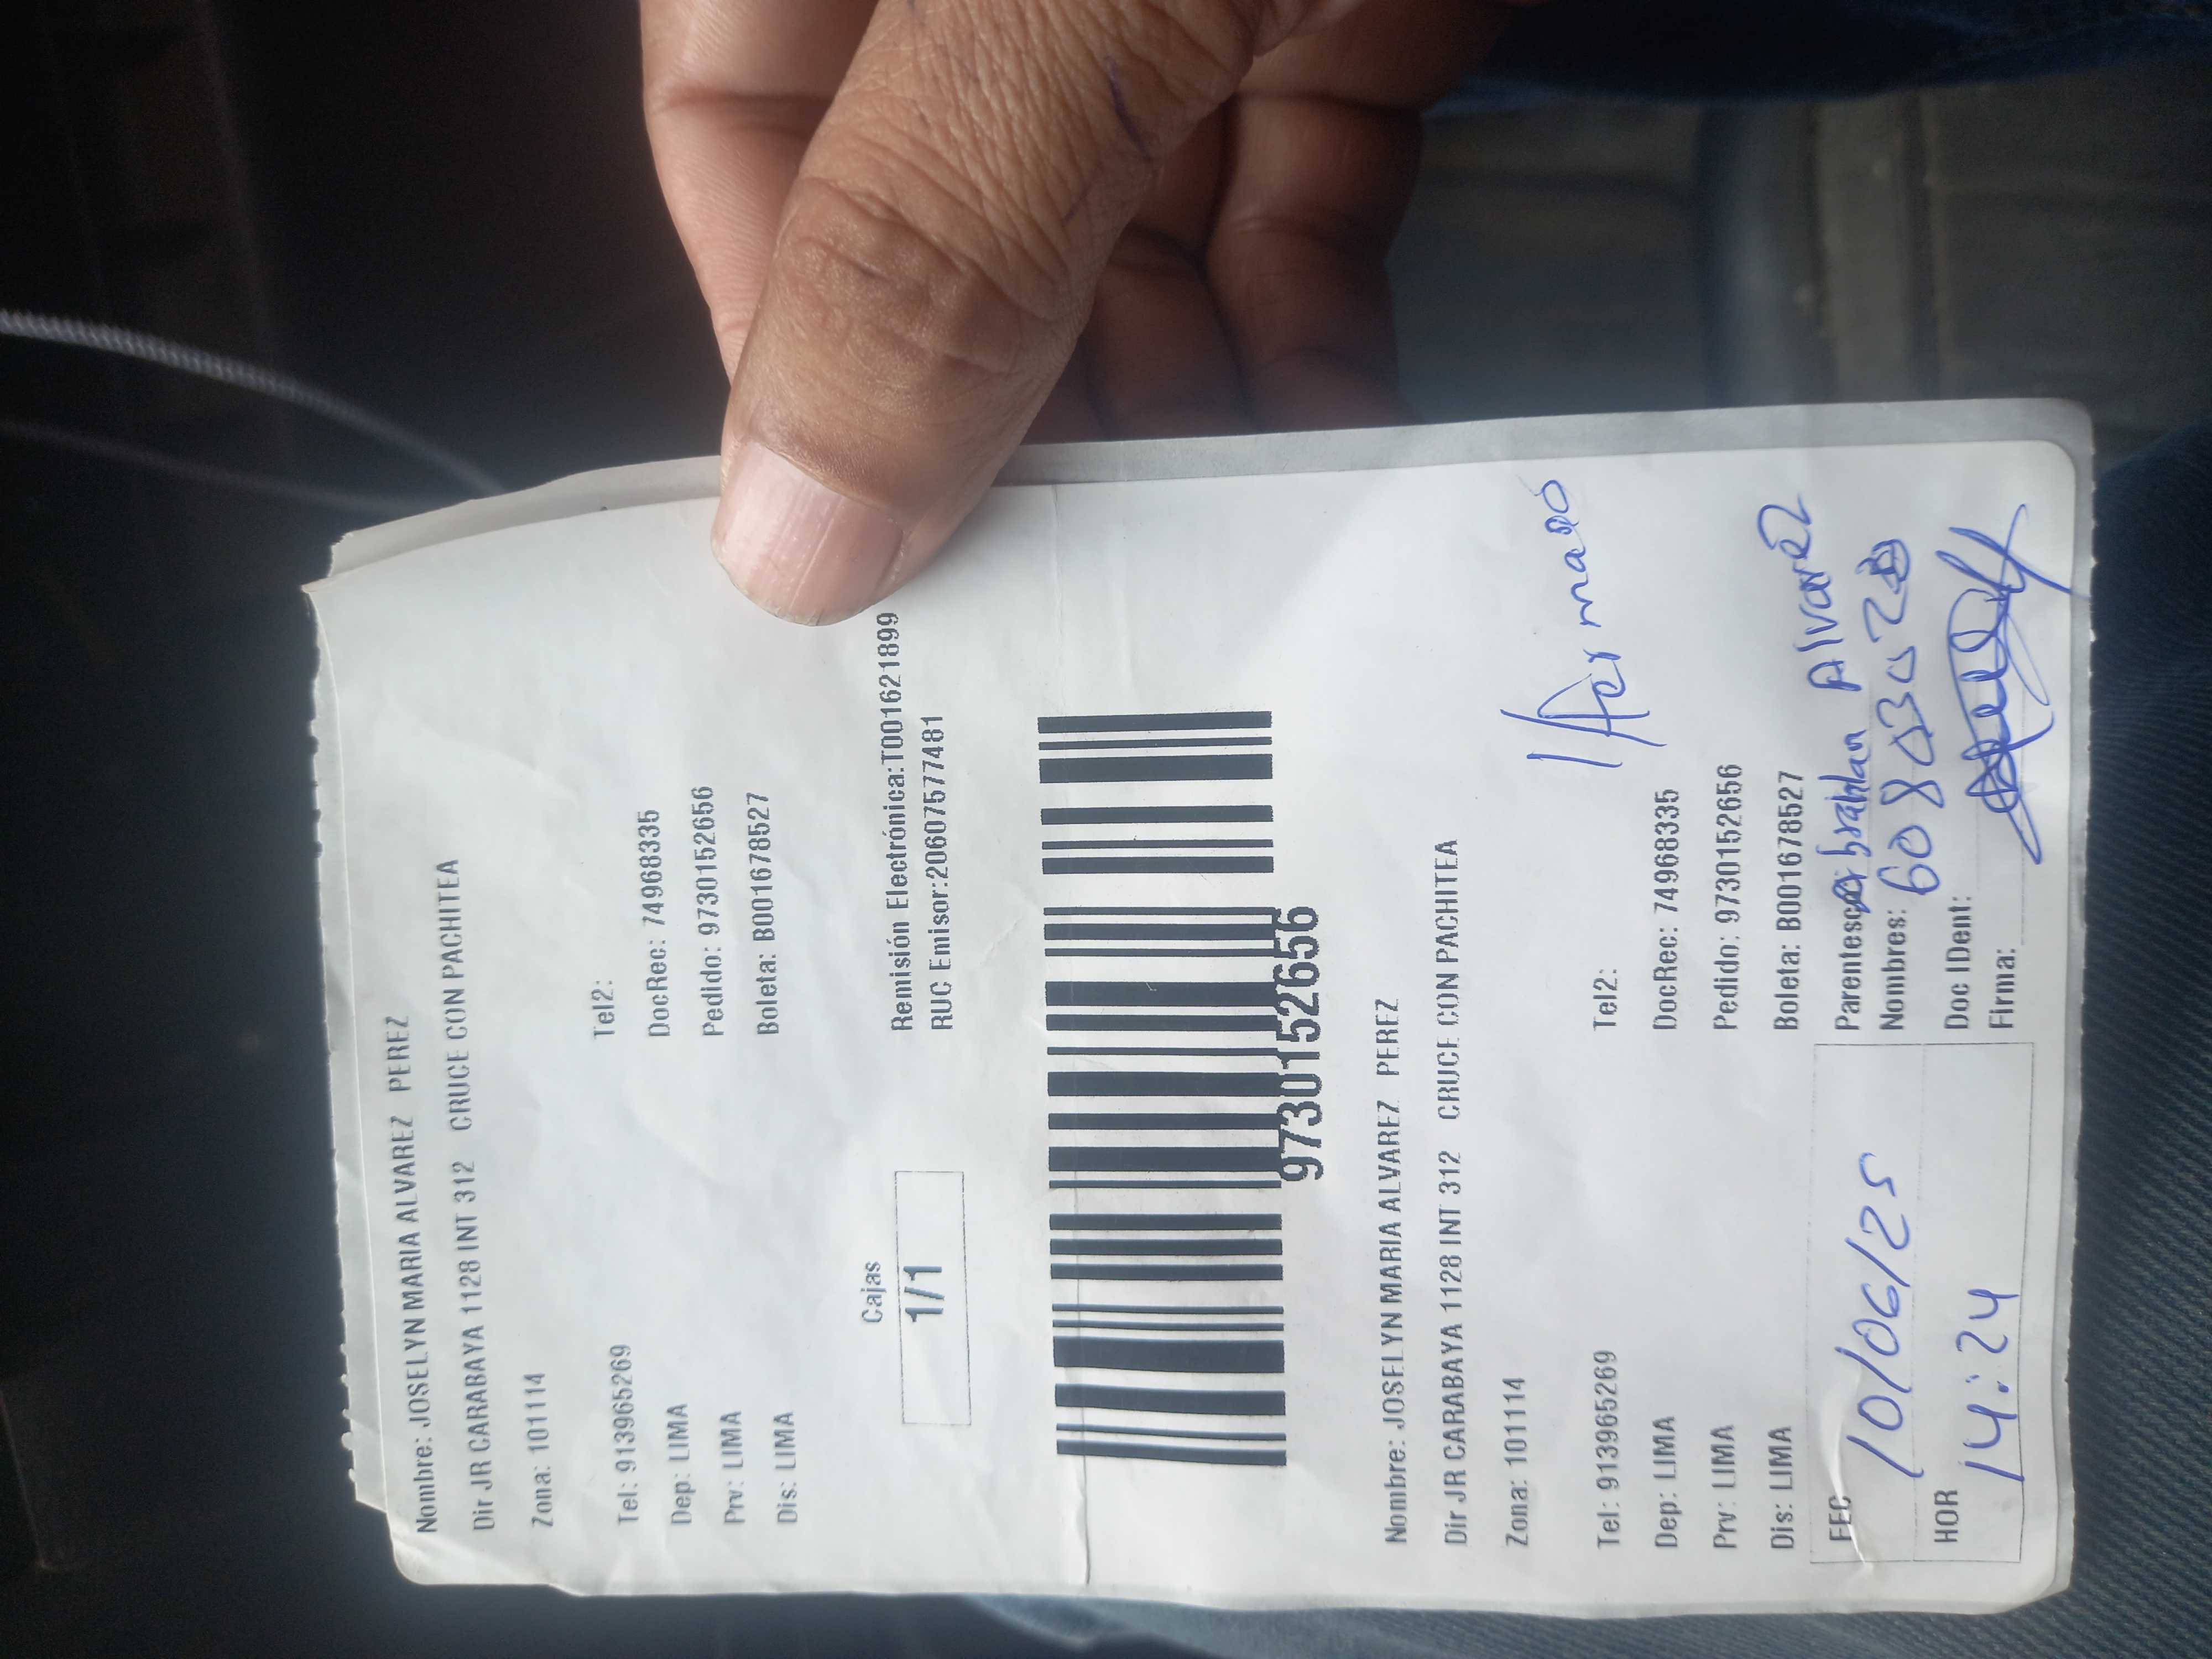 Nombre: JOSELYN MARIA ALVAREZ PEREZ
Dir JR CARABAYA 1128 INT 312 CRUCE CON PACHITEA
Zona: 101114
Tel: 913965269 Tel2:
Dep: LIMA DocRec: 74968335
Prv: LIMA Pedido: 9730152656
Dis: LIMA Boleta: B001678527
Cajas
1/1
Remisión Electrónica:T001621899
RUC Emisor:20607577481
9730152656
Nombre: JOSELYN MARIA ALVAREZ PEREZ
Dir JR CARABAYA 1128 INT 312 CRUCE CON PACHITEA
Zona: 101114
Tel: 913965269 Tel2:
Dep: LIMA DocRec: 74968335
Prv: LIMA Pedido: 9730152656
Dis: LIMA Boleta: B001678527
FEC 10/06/25
HOR 14:24
Parentesco: Alvarez
Nombres:
Doc IDent:
Firma: